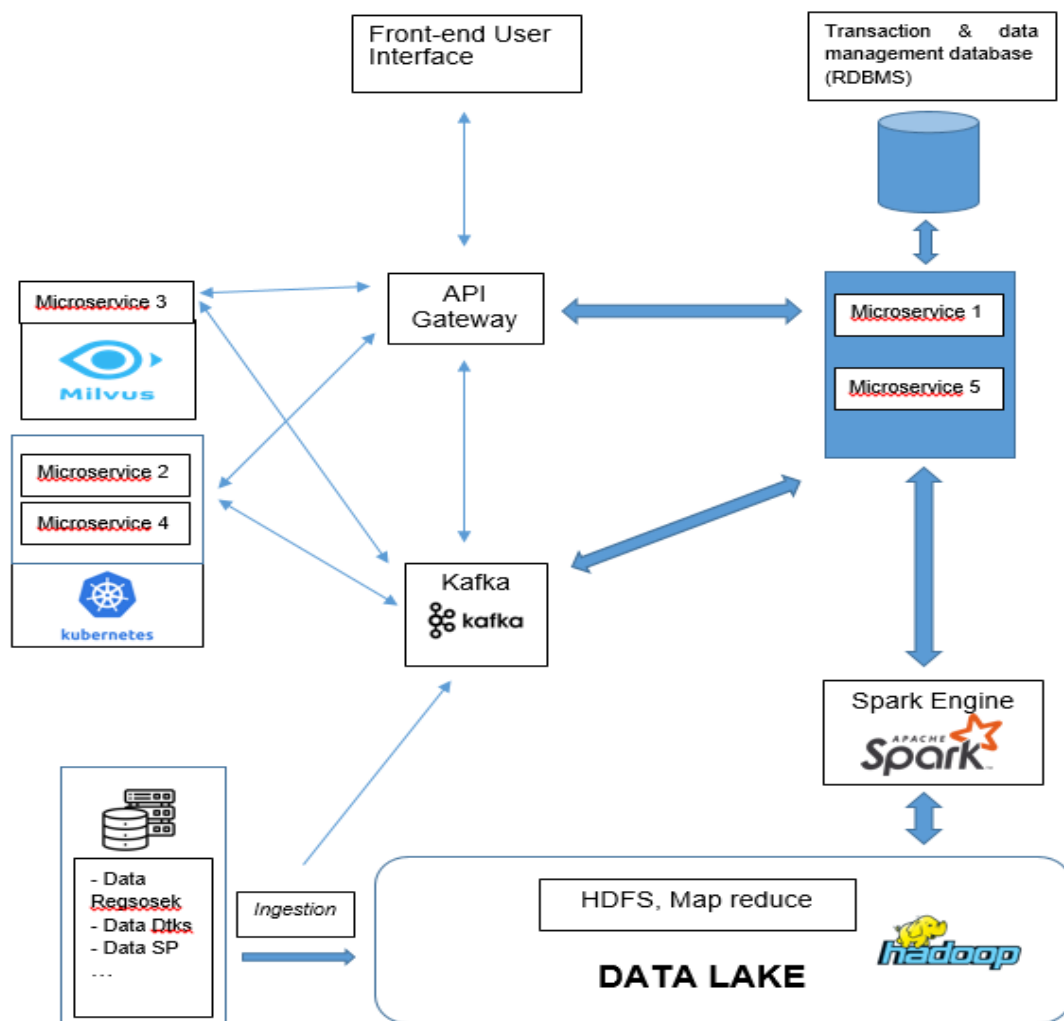 Front-end User
Interface
Transaction & data
management database
(RDBMS)
Microservice 3
Milvus
API
Gateway
Microservice 1
Microservice 5
Microservice 2
Microservice 4
kubernetes
Kafka
kafka
Spark Engine
APACHE
Spark
- Data
Regsosek
- Data Dtks
- Data SP
...
Ingestion
HDFS, Map reduce
DATA LAKE
hadoop